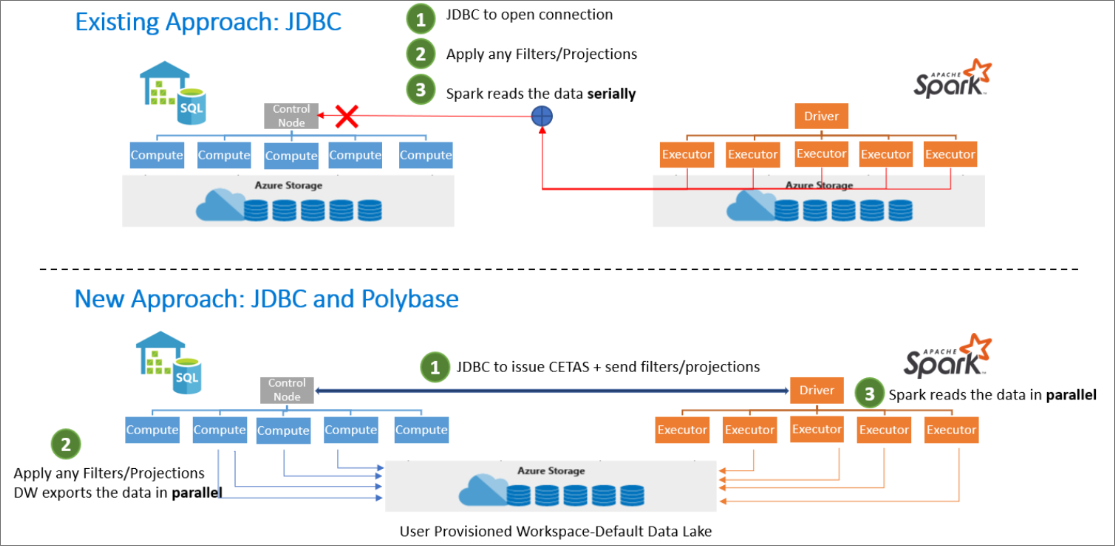 Existing Approach: JDBC
1 JDBC to open connection
2 Apply any Filters/Projections
3 Spark reads the data serially
SQL
APACHE
Spark™
Control
Node
Driver
Compute Compute Compute Compute Compute
Executor Executor Executor Executor Executor
Azure Storage
Azure Storage
New Approach: JDBC and Polybase
SQL
APACHE
Spark™
1 JDBC to issue CETAS + send filters/projections
Control
Node
Driver
3 Spark reads the data in parallel
Compute Compute Compute Compute Compute
Executor Executor Executor Executor Executor
2
Apply any Filters/Projections
DW exports the data in parallel
Azure Storage
User Provisioned Workspace-Default Data Lake